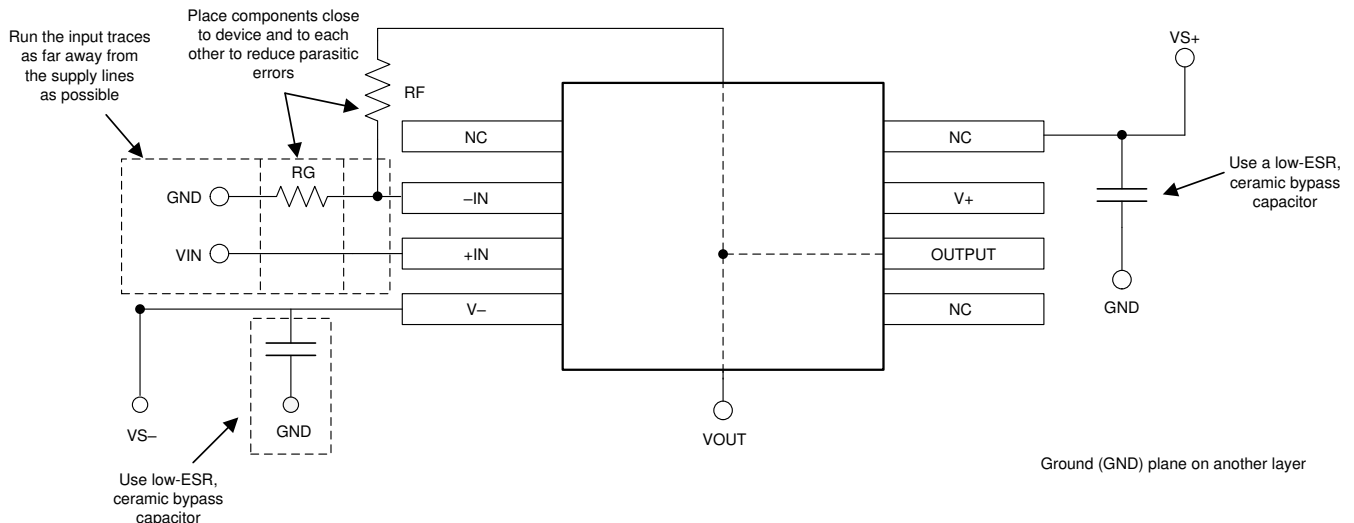 Place components close
to device and to each
other to reduce parasitic
errors
Run the input traces
as far away from
the supply lines
as possible
VS+
RF
NC
NC
Use a low-ESR,
ceramic bypass
capacitor
RG
GND
–IN
V+
VIN
+IN
OUTPUT
GND
V–
NC
VS–
GND
VOUT
Use low-ESR,
ceramic bypass
capacitor
Ground (GND) plane on another layer